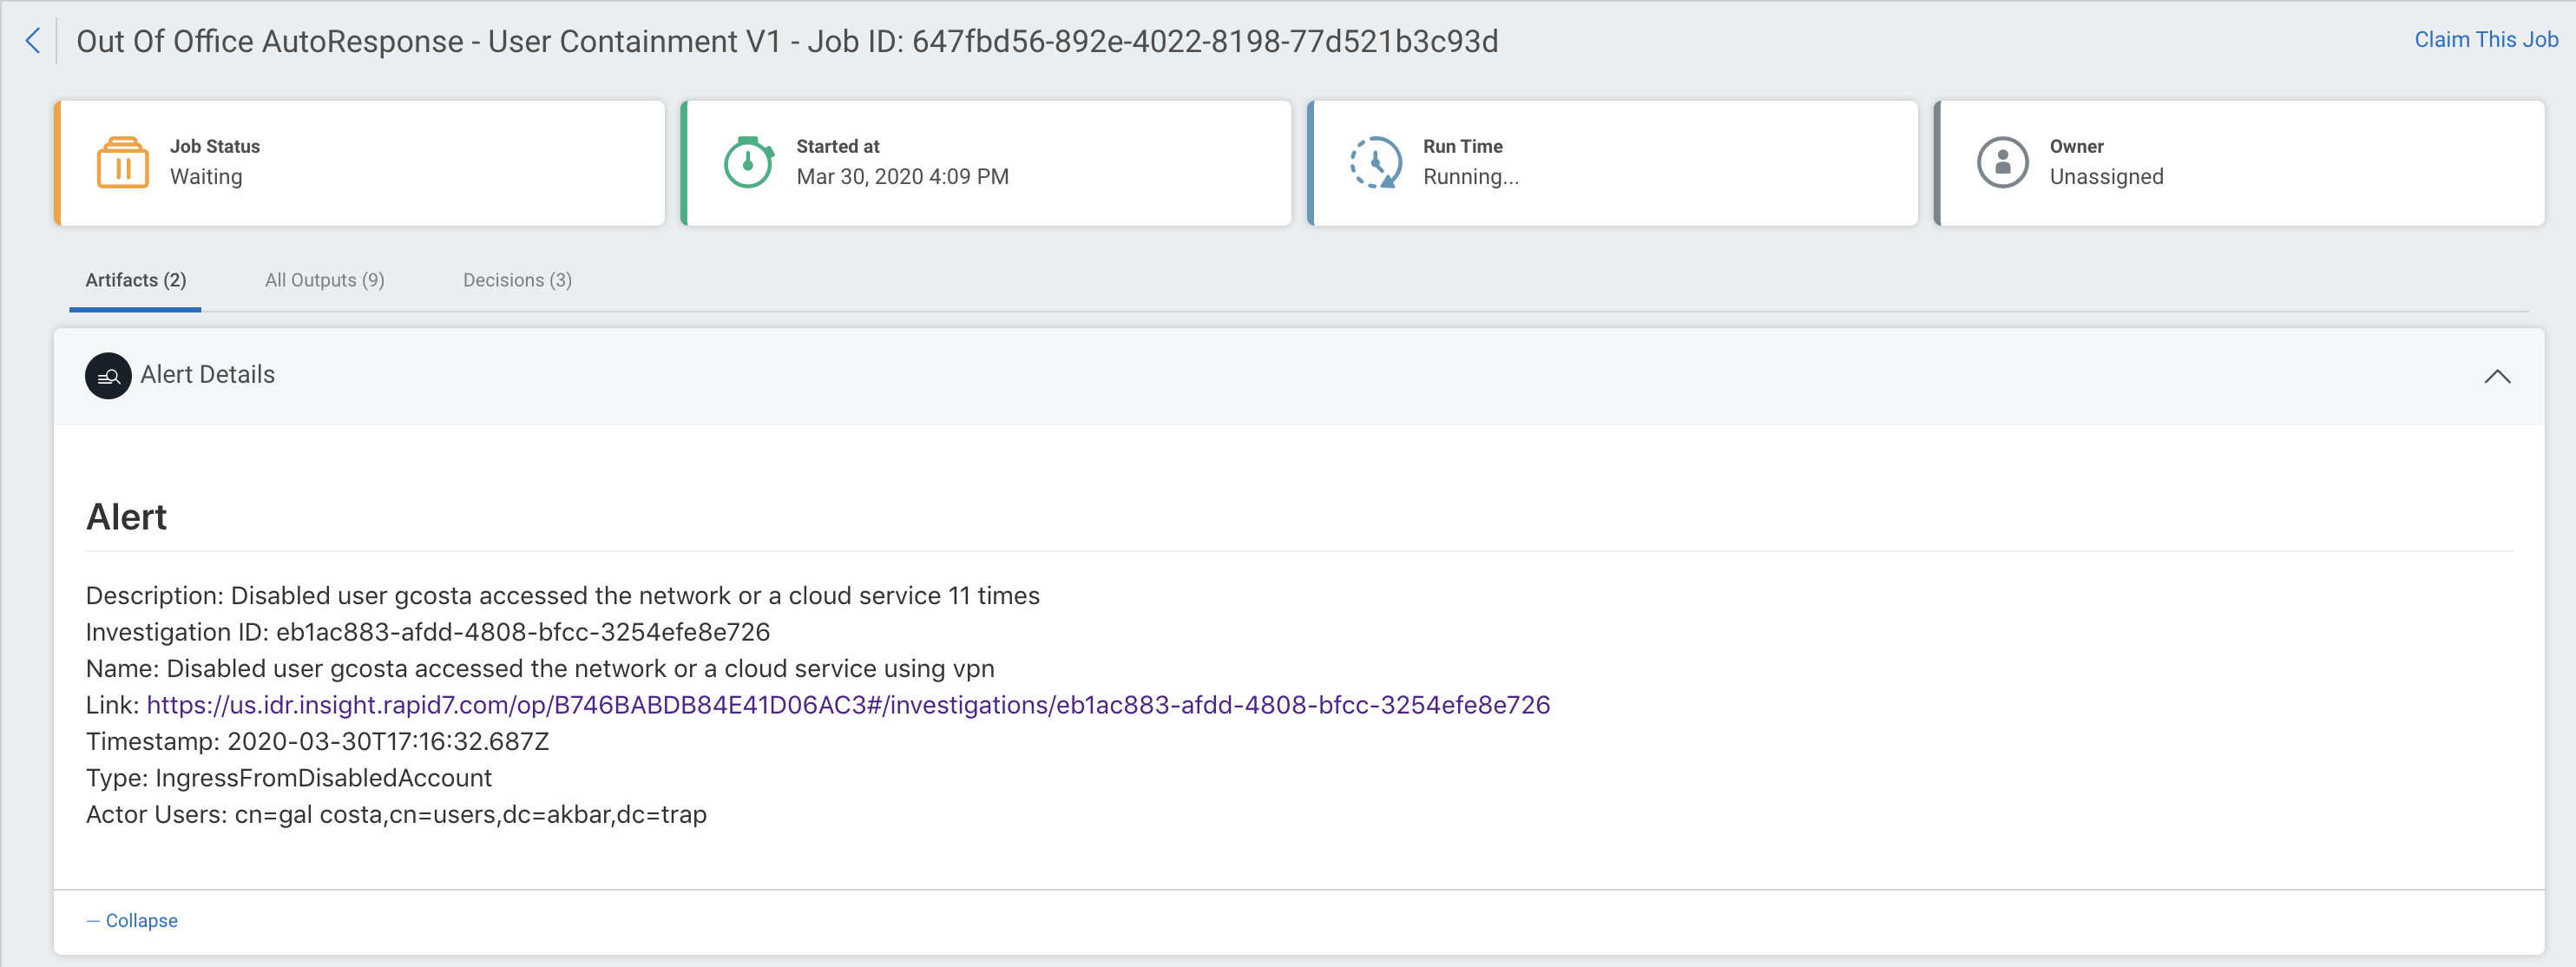 Out Of Office AutoResponse - User Containment V1 - Job ID: 647fbd56-892e-4022-8198-77d521b3c93d
Claim This Job
Job Status
Waiting
Started at
Mar 30, 2020 4:09 PM
Run Time
Running...
Owner
Unassigned
Artifacts (2)
All Outputs (9)
Decisions (3)
Alert Details
Alert
Description: Disabled user gcosta accessed the network or a cloud service 11 times
Investigation ID: eb1ac883-afdd-4808-bfcc-3254efe8e726
Name: Disabled user gcosta accessed the network or a cloud service using vpn
Link: https://us.idr.insight.rapid7.com/op/B746BABDB84E41D06AC3#/investigations/eb1ac883-afdd-4808-bfcc-3254efe8e726
Timestamp: 2020-03-30T17:16:32.687Z
Type: IngressFromDisabledAccount
Actor Users: cn=gal costa,cn=users,dc=akbar,dc=trap
— Collapse